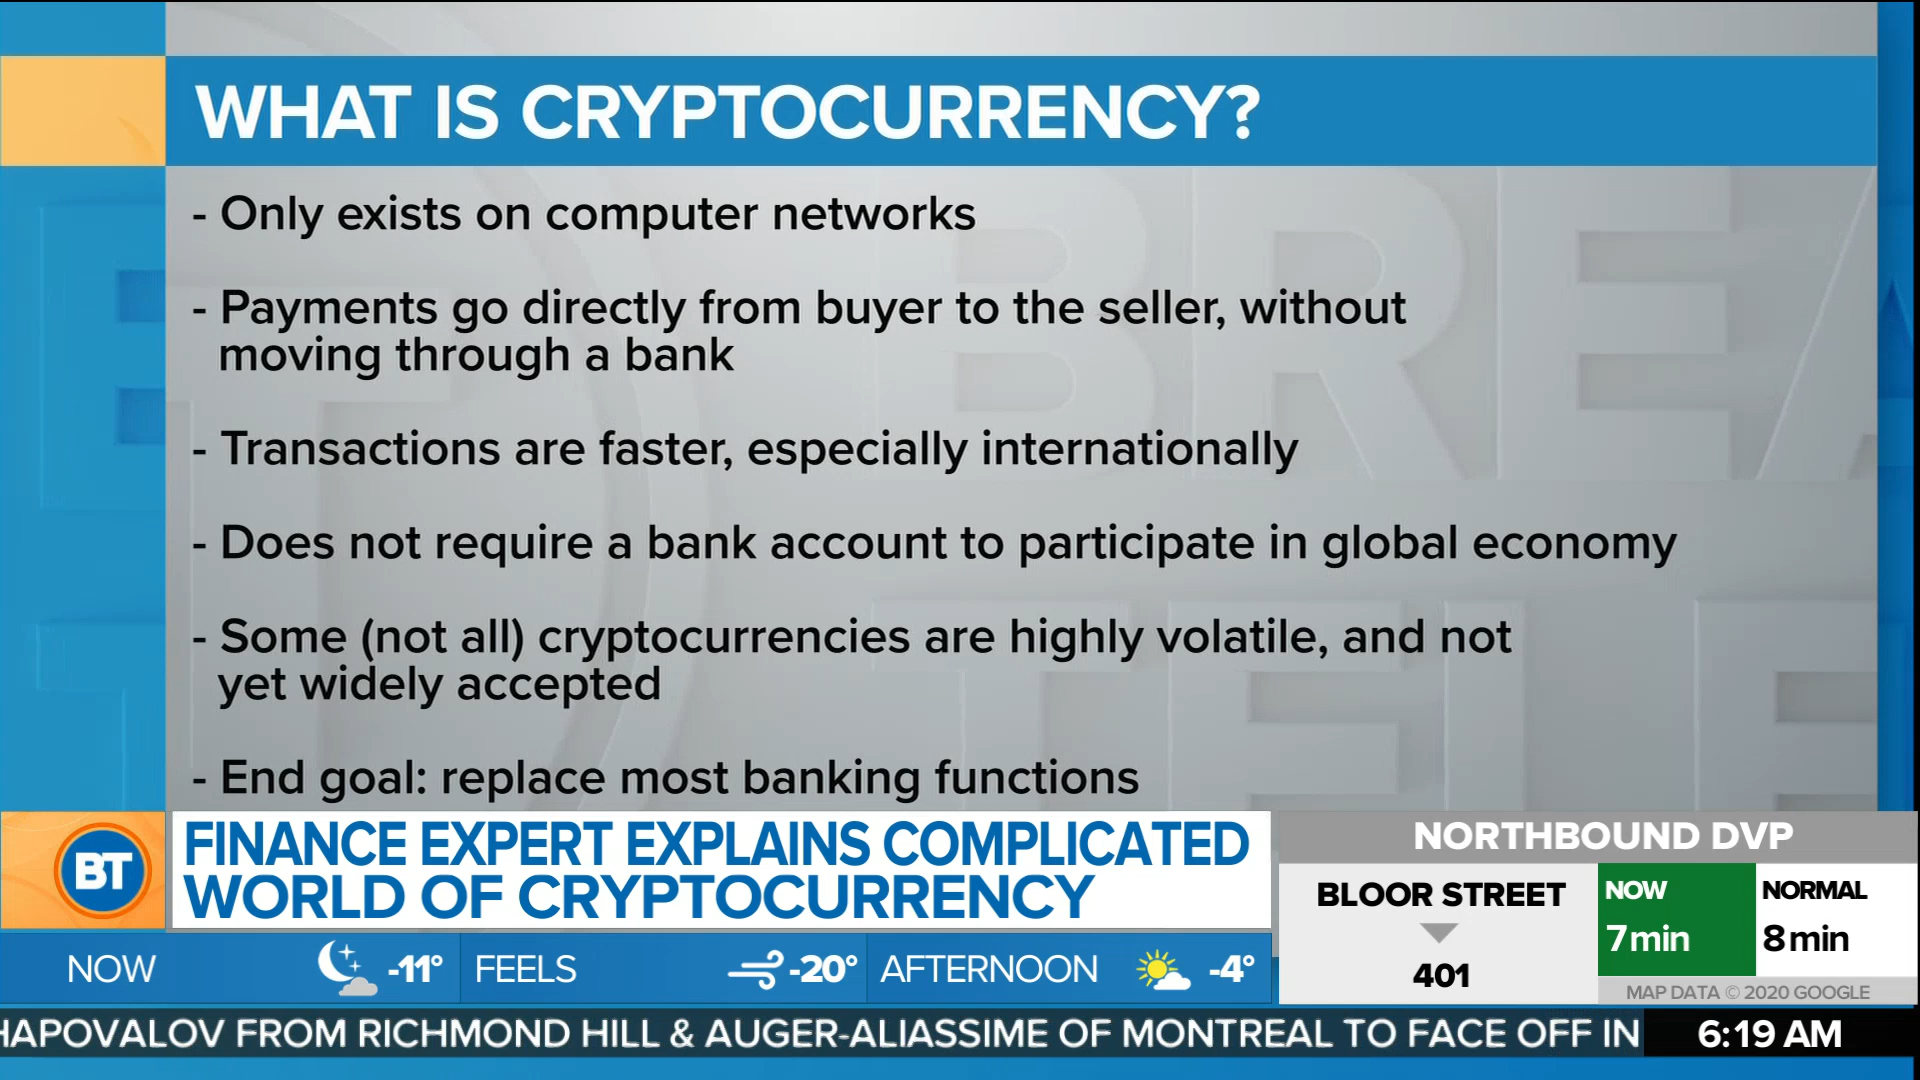 WHAT IS CRYPTOCURRENCY?
- Only exists on computer networks
- Payments go directly from buyer to the seller, without
moving through a bank
- Transactions are faster, especially internationally
- Does not require a bank account to participate in global economy
- Some (not all) cryptocurrencies are highly volatile, and not
yet widely accepted
- End goal: replace most banking functions
BT
FINANCE EXPERT EXPLAINS COMPLICATED
WORLD OF CRYPTOCURRENCY
NORTHBOUND DVP
BLOOR STREET
401
NOW
7 min
NORMAL
8 min
MAP DATA © 2020 GOOGLE
NOW -11° FEELS -20° AFTERNOON -4°
HAPOVALOV FROM RICHMOND HILL & AUGER-ALIASSIME OF MONTREAL TO FACE OFF IN
6:19 AM